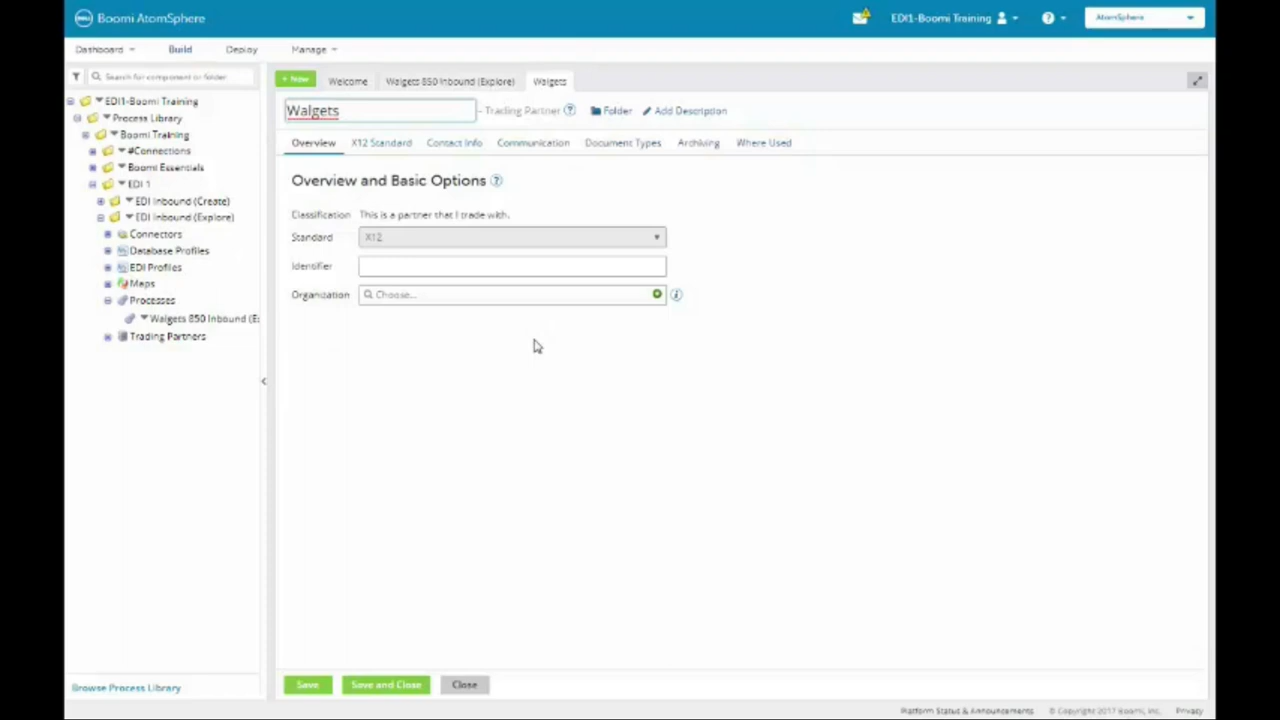 DELL Boomi AtomSphere
EDI1-Boomi Training
?
AtomSphere
Dashboard
Build
Deploy
Manage
Search for component or folder
+ New
Welcome
Walgets 850 Inbound (Explore)
Walgets
EDI1-Boomi Training
Process Library
Boomi Training
#Connections
Boomi Essentials
EDI 1
EDI Inbound (Create)
EDI Inbound (Explore)
Connectors
Database Profiles
EDI Profiles
Maps
Processes
Walgets 850 Inbound (E
Trading Partners
Browse Process Library
Walgets
- Trading Partner ?
Folder
Add Description
Overview
X12 Standard
Contact Info
Communication
Document Types
Archiving
Where Used
Overview and Basic Options ?
Classification This is a partner that I trade with.
Standard X12
Identifier
Organization Choose... i
Save
Save and Close
Close
Platform Status & Announcements
© Copyright 2017 Boomi, Inc.
Privacy